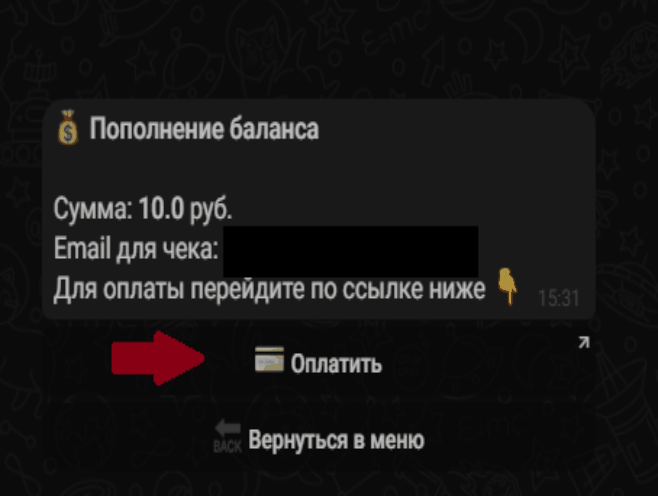 💰 Пополнение баланса
Сумма: 10.0 руб.
Email для чека:
Для оплаты перейдите по ссылке ниже 👇
15:31
💳 Оплатить
BACK Вернуться в меню